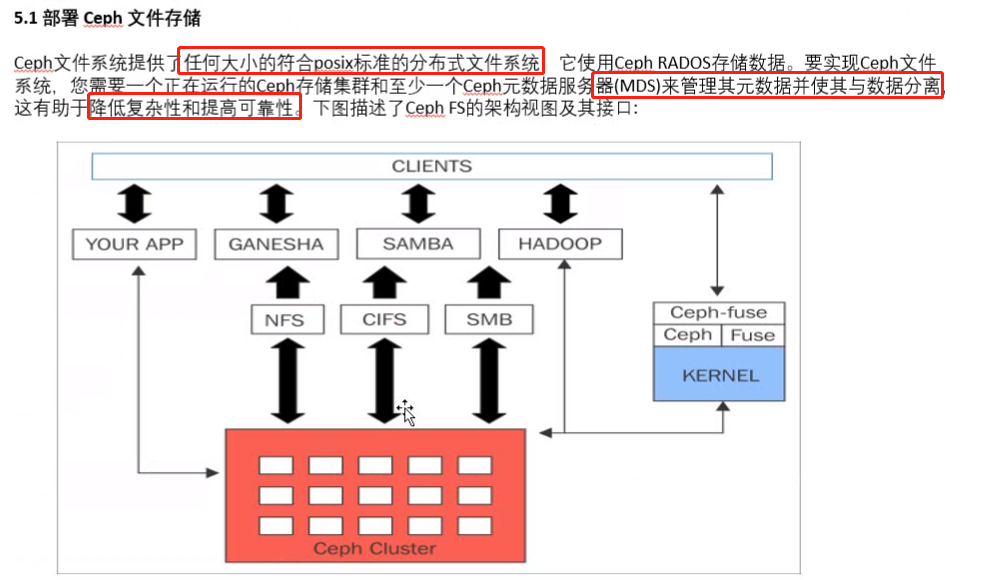 5.1 部署 Ceph 文件存储
Ceph文件系统提供了任何大小的符合posix标准的分布式文件系统, 它使用Ceph RADOS存储数据。要实现Ceph文件
系统, 您需要一个正在运行的Ceph存储集群和至少一个Ceph元数据服务器(MDS)来管理其元数据并使其与数据分离,
这有助于降低复杂性和提高可靠性。下图描述了Ceph FS的架构视图及其接口:
CLIENTS
YOUR APP GANESHA SAMBA HADOOP
NFS CIFS SMB
Ceph-fuse
Ceph Fuse
KERNEL
Ceph Cluster